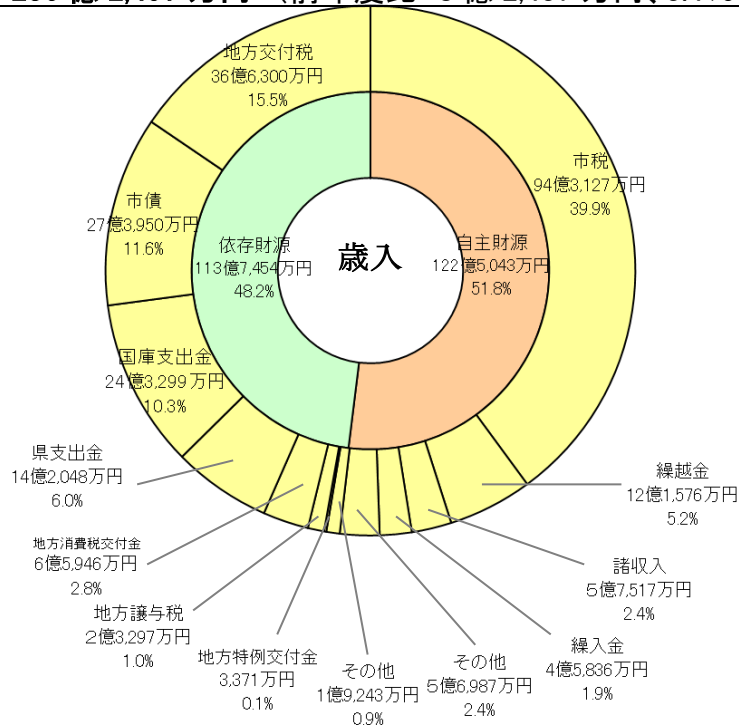 地方交付税
36億6,300万円
15.5%
市税
94億3,127万円
39.9%
市債
27億3,950万円
11.6%
依存財源
113億7,454万円
48.2%
歳入
自主財源
122億5,043万円
51.8%
国庫支出金
24億3,299万円
10.3%
県支出金
14億2,048万円
6.0%
地方消費税交付金
6億5,946万円
2.8%
地方譲与税
2億3,297万円
1.0%
地方特例交付金
3,371万円
0.1%
その他
1億9,243万円
0.9%
その他
5億6,987万円
2.4%
繰入金
4億5,836万円
1.9%
諸収入
5億7,517万円
2.4%
繰越金
12億1,576万円
5.2%